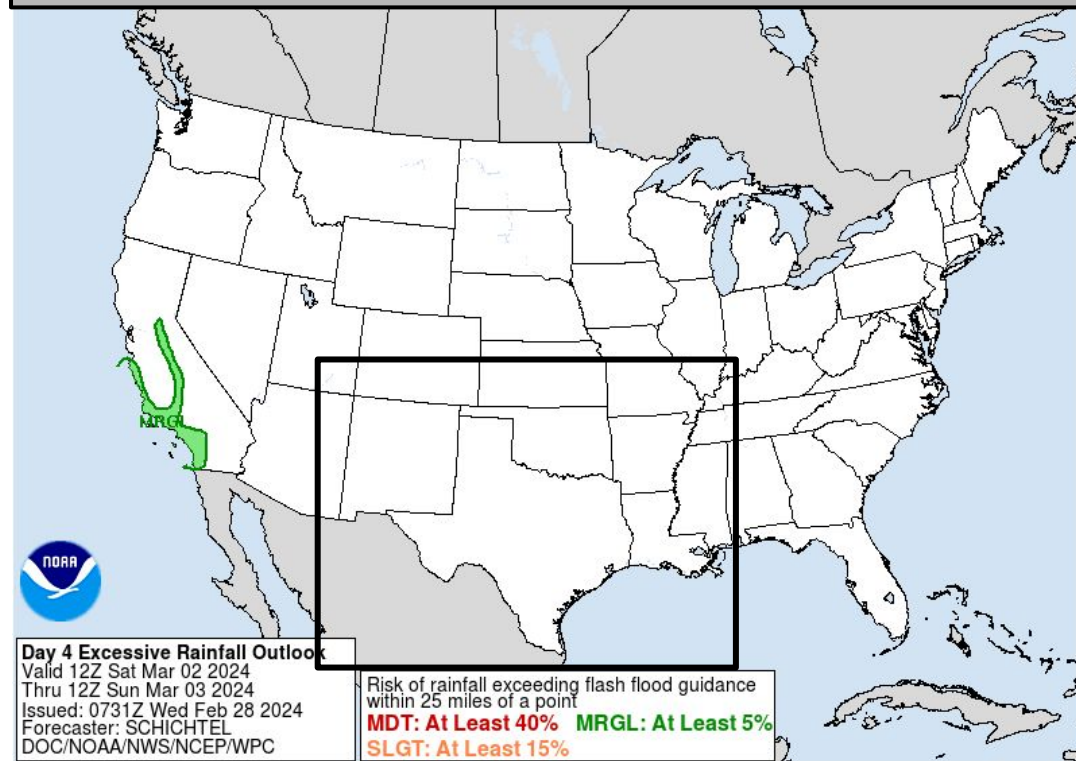 MRGL
NOAA
Day 4 Excessive Rainfall Outlook
Valid 12Z Sat Mar 02 2024
Thru 12Z Sun Mar 03 2024
Issued: 0731Z Wed Feb 28 2024
Forecaster: SCHICHTEL
DOC/NOAA/NWS/NCEP/WPC
Risk of rainfall exceeding flash flood guidance
within 25 miles of a point
MDT: At Least 40% MRGL: At Least 5%
SLGT: At Least 15%